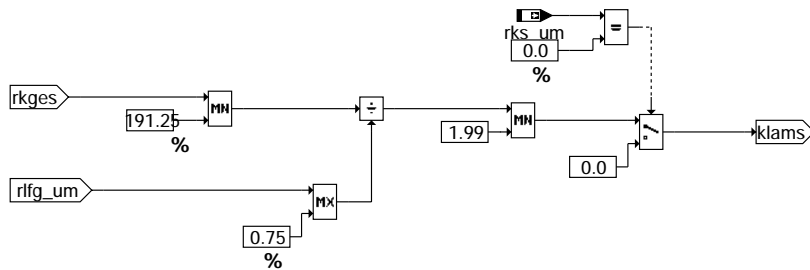 rks_um
0.0
%
=
rkges
MN
191.25
%
÷
1.99
MN
klams
0.0
rlfg_um
MX
0.75
%